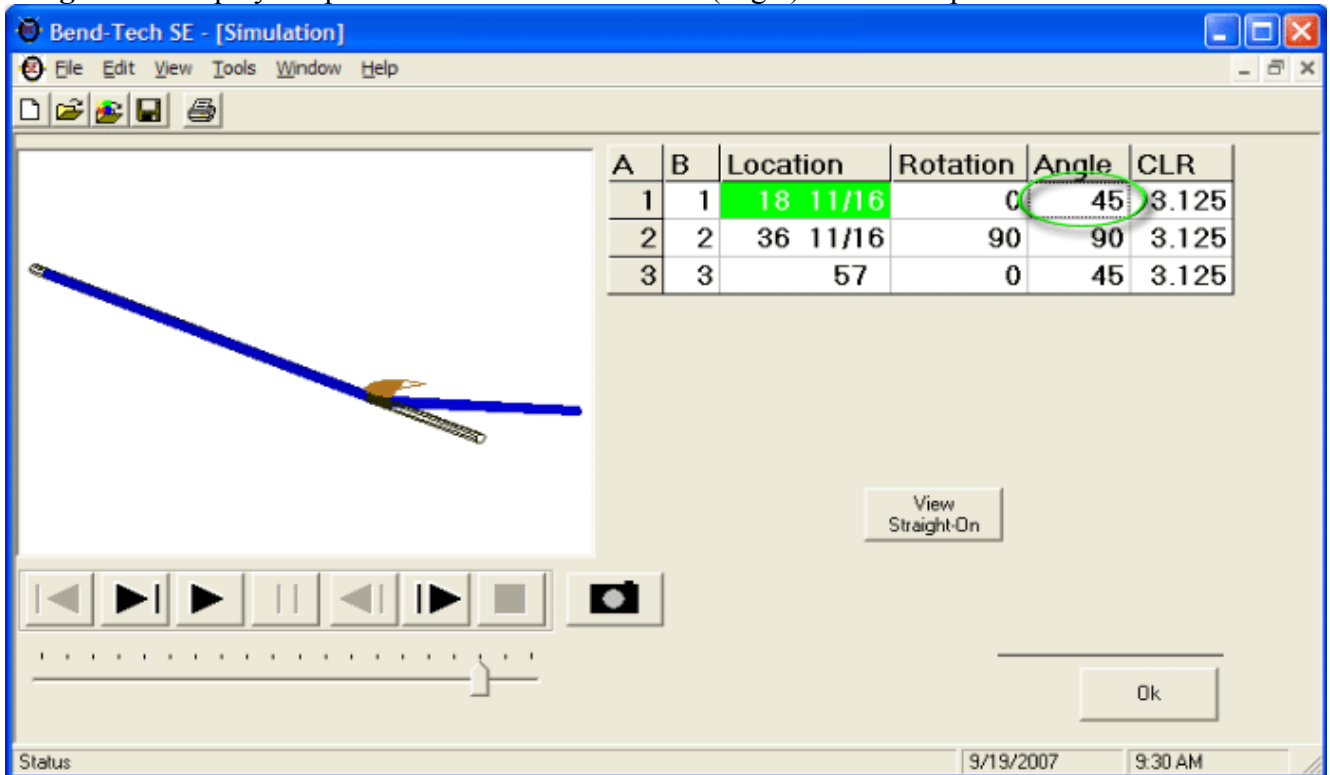 Bend-Tech SE - [Simulation]
File Edit View Tools Window Help
A B Location Rotation Angle CLR
1 1 18 11/16 0 45 3.125
2 2 36 11/16 90 90 3.125
3 3 57 0 45 3.125
View
Straight-On
Ok
Status 9/19/2007 9:30 AM